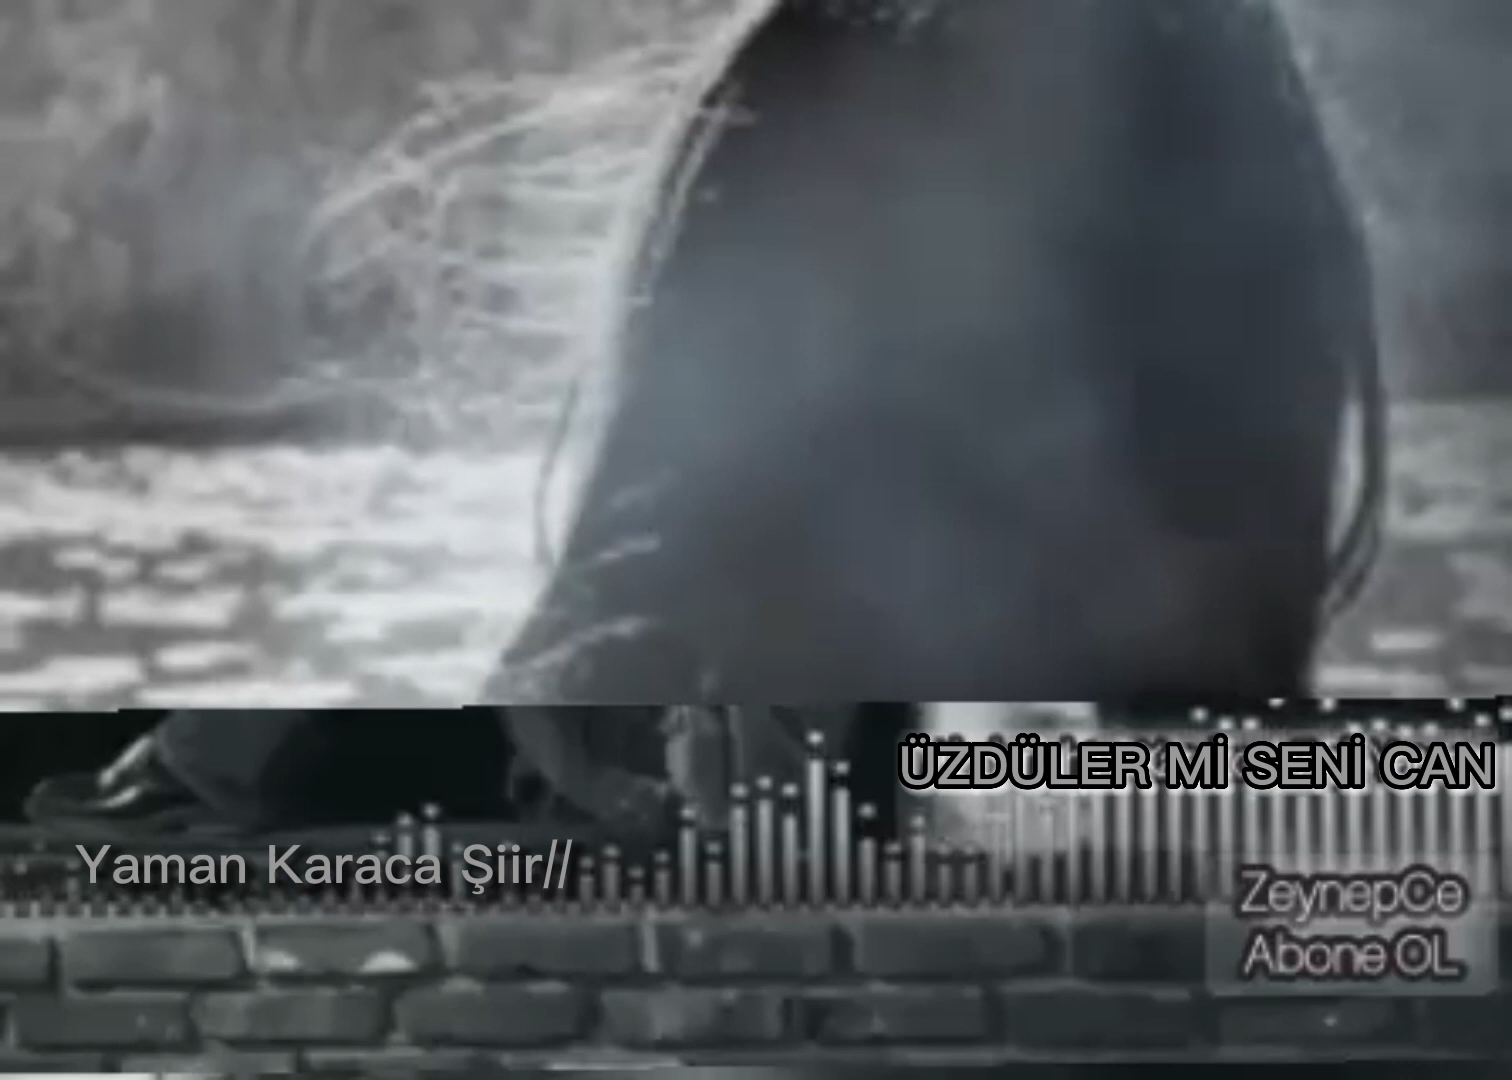 ÜZDÜLER Mİ SENİ CAN
Yaman Karaca Şiir//
ZeynepCe
Abone OL